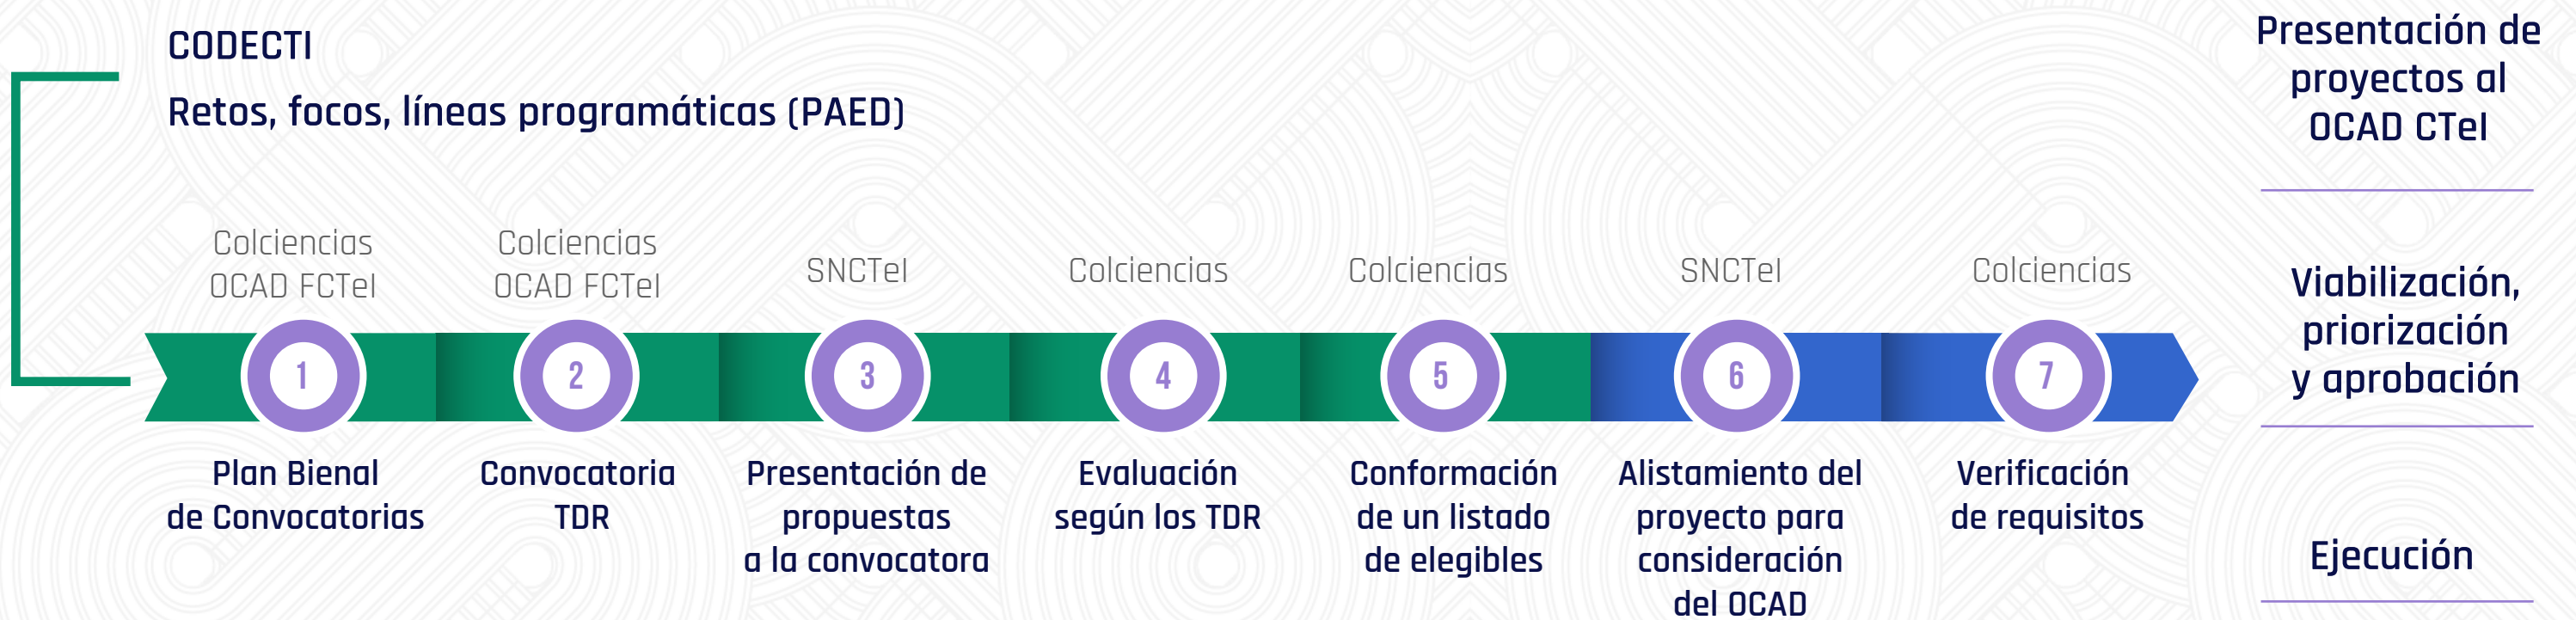 CODECTI
Retos, focos, líneas programáticas (PAED)
Colciencias
OCAD FCTeI
Colciencias
OCAD FCTeI
SNCTeI
Colciencias
Colciencias
SNCTeI
Colciencias
1
2
3
4
5
6
7
Plan Bienal
de Convocatorias
Convocatoria
TDR
Presentación de
propuestas
a la convocatora
Evaluación
según los TDR
Conformación
de un listado
de elegibles
Alistamiento del
proyecto para
consideración
del OCAD
Verificación
de requisitos
Presentación de
proyectos al
OCAD CTeI
Viabilización,
priorización
y aprobación
Ejecución